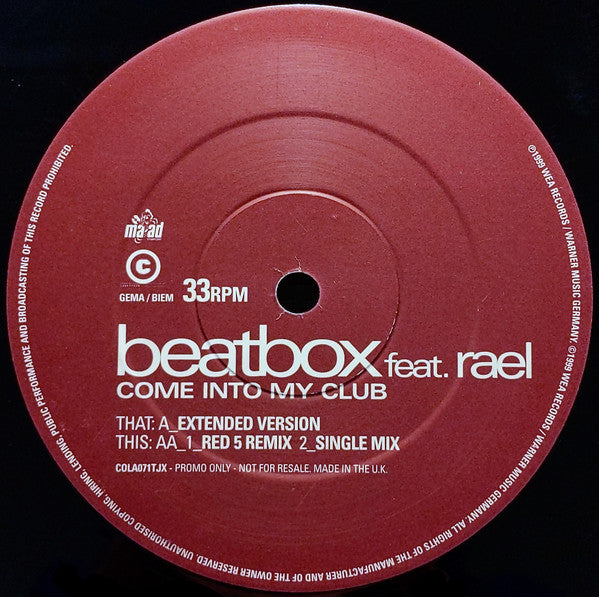 ma-ad
C
GEMA / BIEM 33RPM
beatbox feat. rael
COME INTO MY CLUB
THAT: A_EXTENDED VERSION
THIS: AA_1_RED 5 REMIX 2_SINGLE MIX
COLA071TJX - PROMO ONLY - NOT FOR RESALE. MADE IN THE U.K.
℗1999 WEA RECORDS / WARNER MUSIC GERMANY. ©1999 WEA RECORDS / WARNER MUSIC GERMANY. ALL RIGHTS OF THE MANUFACTURER AND OF THE OWNER RESERVED. UNAUTHORISED COPYING, HIRING, LENDING, PUBLIC PERFORMANCE AND BROADCASTING OF THIS RECORD PROHIBITED.